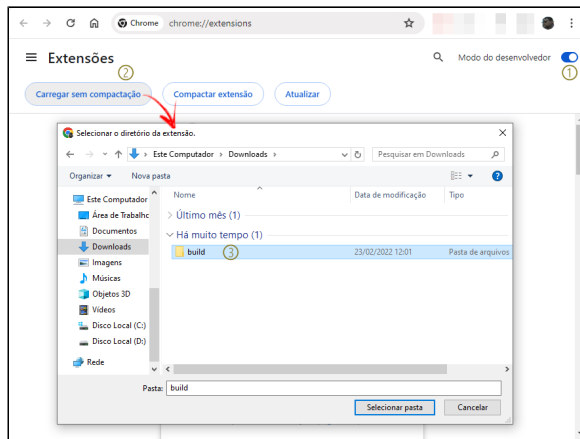 Chrome chrome://extensions
Extensões
Modo do desenvolvedor
2
1
Carregar sem compactação Compactar extensão Atualizar
Selecionar o diretório da extensão.
Este Computador > Downloads >
Pesquisar em Downloads
Organizar Nova pasta
Este Computador
Área de Trabalho
Documentos
Downloads
Imagens
Músicas
Objetos 3D
Vídeos
Disco Local (C:)
Disco Local (D:)
Rede
Nome Data de modificação Tipo
Último mês (1)
Há muito tempo (1)
build 3 23/02/2022 12:01 Pasta de arquivos
Pasta: build
Selecionar pasta Cancelar